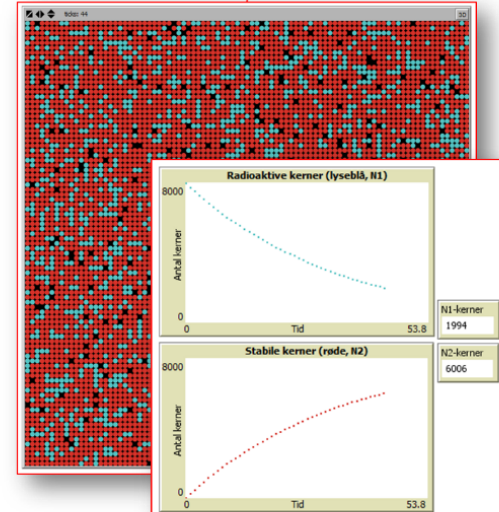 ticks: 44
3D
Radioaktive kerner (lyseblå, N1)
8000
Antal kerner
0
0
Tid
53.8
N1-kerner
1994
Stabile kerner (røde, N2)
8000
Antal kerner
0
0
Tid
53.8
N2-kerner
6006